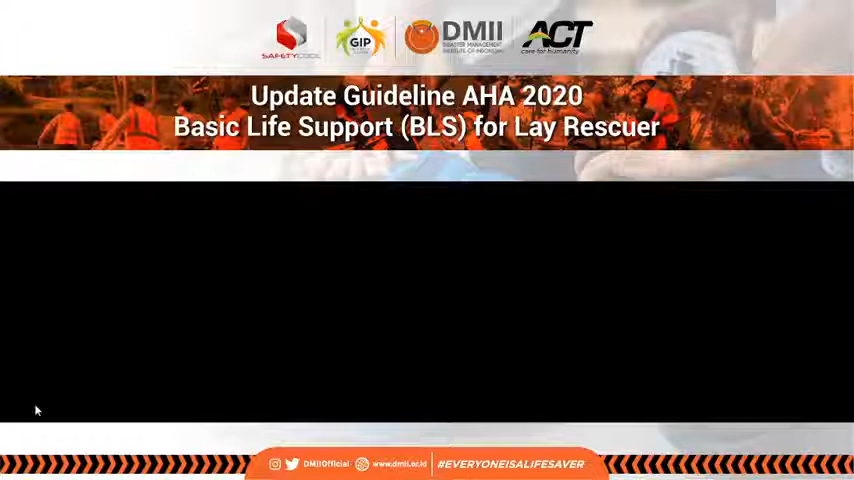 SAFETYCOOL
GIP
DMII
DISASTER MANAGEMENT
INSTITUTE OF INDONESIA
ACT
care for humanity
Update Guideline AHA 2020
Basic Life Support (BLS) for Lay Rescuer
DMIIOfficial
www.dmii.ac.id
#EVERYONEISALIFESAVER